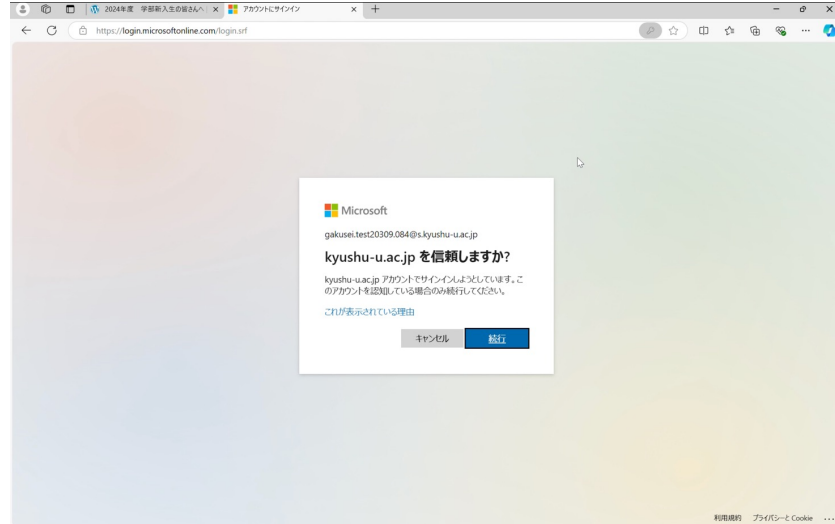 2024年度 学部新入生の皆さんへ
アカウントにサインイン
https://login.microsoftonline.com/login.srf
Microsoft
gakusei.test20309.084@s.kyushu-u.ac.jp
kyushu-u.ac.jp を信頼しますか?
kyushu-u.ac.jp アカウントでサインインしようとしています。こ
のアカウントを認知している場合のみ続行してください。
これが表示されている理由
キャンセル 続行
利用規約 プライバシーと Cookie ...